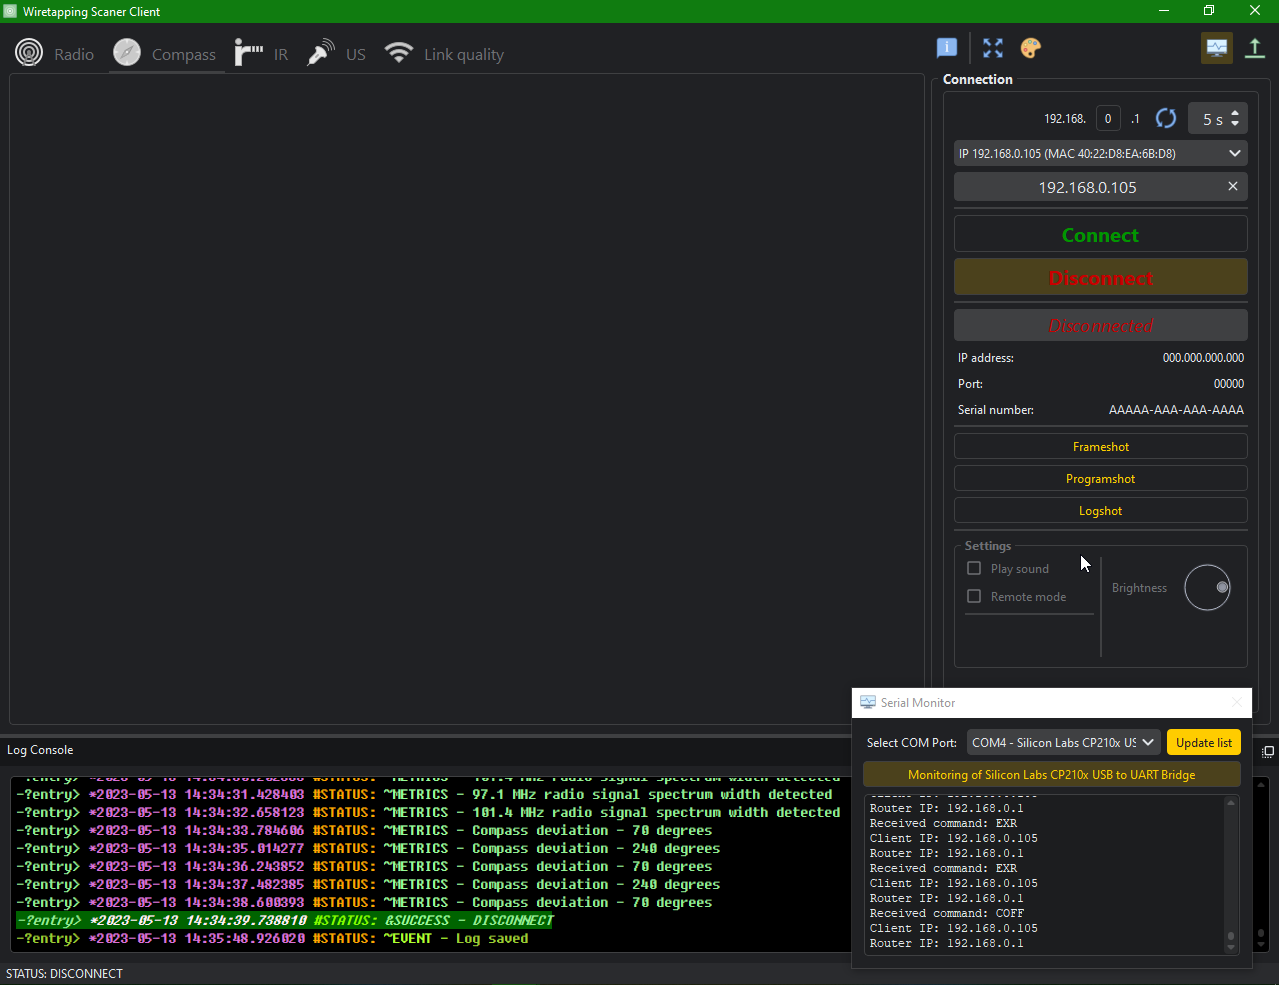 Wiretapping Scaner Client
Radio
Compass
IR
US
Link quality
Connection
192.168.
0
.1
5 s
IP 192.168.0.105 (MAC 40:22:D8:EA:6B:D8)
192.168.0.105
Connect
Disconnect
Disconnected
IP address: 000.000.000.000
Port: 00000
Serial number: AAAAA-AAA-AAA-AAAA
Frameshot
Programshot
Logshot
Settings
Play sound
Remote mode
Brightness
Log Console
-?entry> *2023-05-13 14:34:31.428403 #STATUS: ~METRICS - 97.1 MHz radio signal spectrum width detected
-?entry> *2023-05-13 14:34:32.658123 #STATUS: ~METRICS - 101.4 MHz radio signal spectrum width detected
-?entry> *2023-05-13 14:34:33.784606 #STATUS: ~METRICS - Compass deviation - 70 degrees
-?entry> *2023-05-13 14:34:35.014277 #STATUS: ~METRICS - Compass deviation - 240 degrees
-?entry> *2023-05-13 14:34:36.243852 #STATUS: ~METRICS - Compass deviation - 70 degrees
-?entry> *2023-05-13 14:34:37.482385 #STATUS: ~METRICS - Compass deviation - 240 degrees
-?entry> *2023-05-13 14:34:38.600393 #STATUS: ~METRICS - Compass deviation - 70 degrees
-?entry> *2023-05-13 14:34:39.738810 #STATUS: &SUCCESS - DISCONNECT
-?entry> *2023-05-13 14:35:48.926020 #STATUS: ~EVENT - Log saved
Serial Monitor
Select COM Port:
COM4 - Silicon Labs CP210x US
Update list
Monitoring of Silicon Labs CP210x USB to UART Bridge
Router IP: 192.168.0.1
Received command: EXR
Client IP: 192.168.0.105
Router IP: 192.168.0.1
Received command: EXR
Client IP: 192.168.0.105
Router IP: 192.168.0.1
Received command: COFF
Client IP: 192.168.0.105
Router IP: 192.168.0.1
STATUS: DISCONNECT